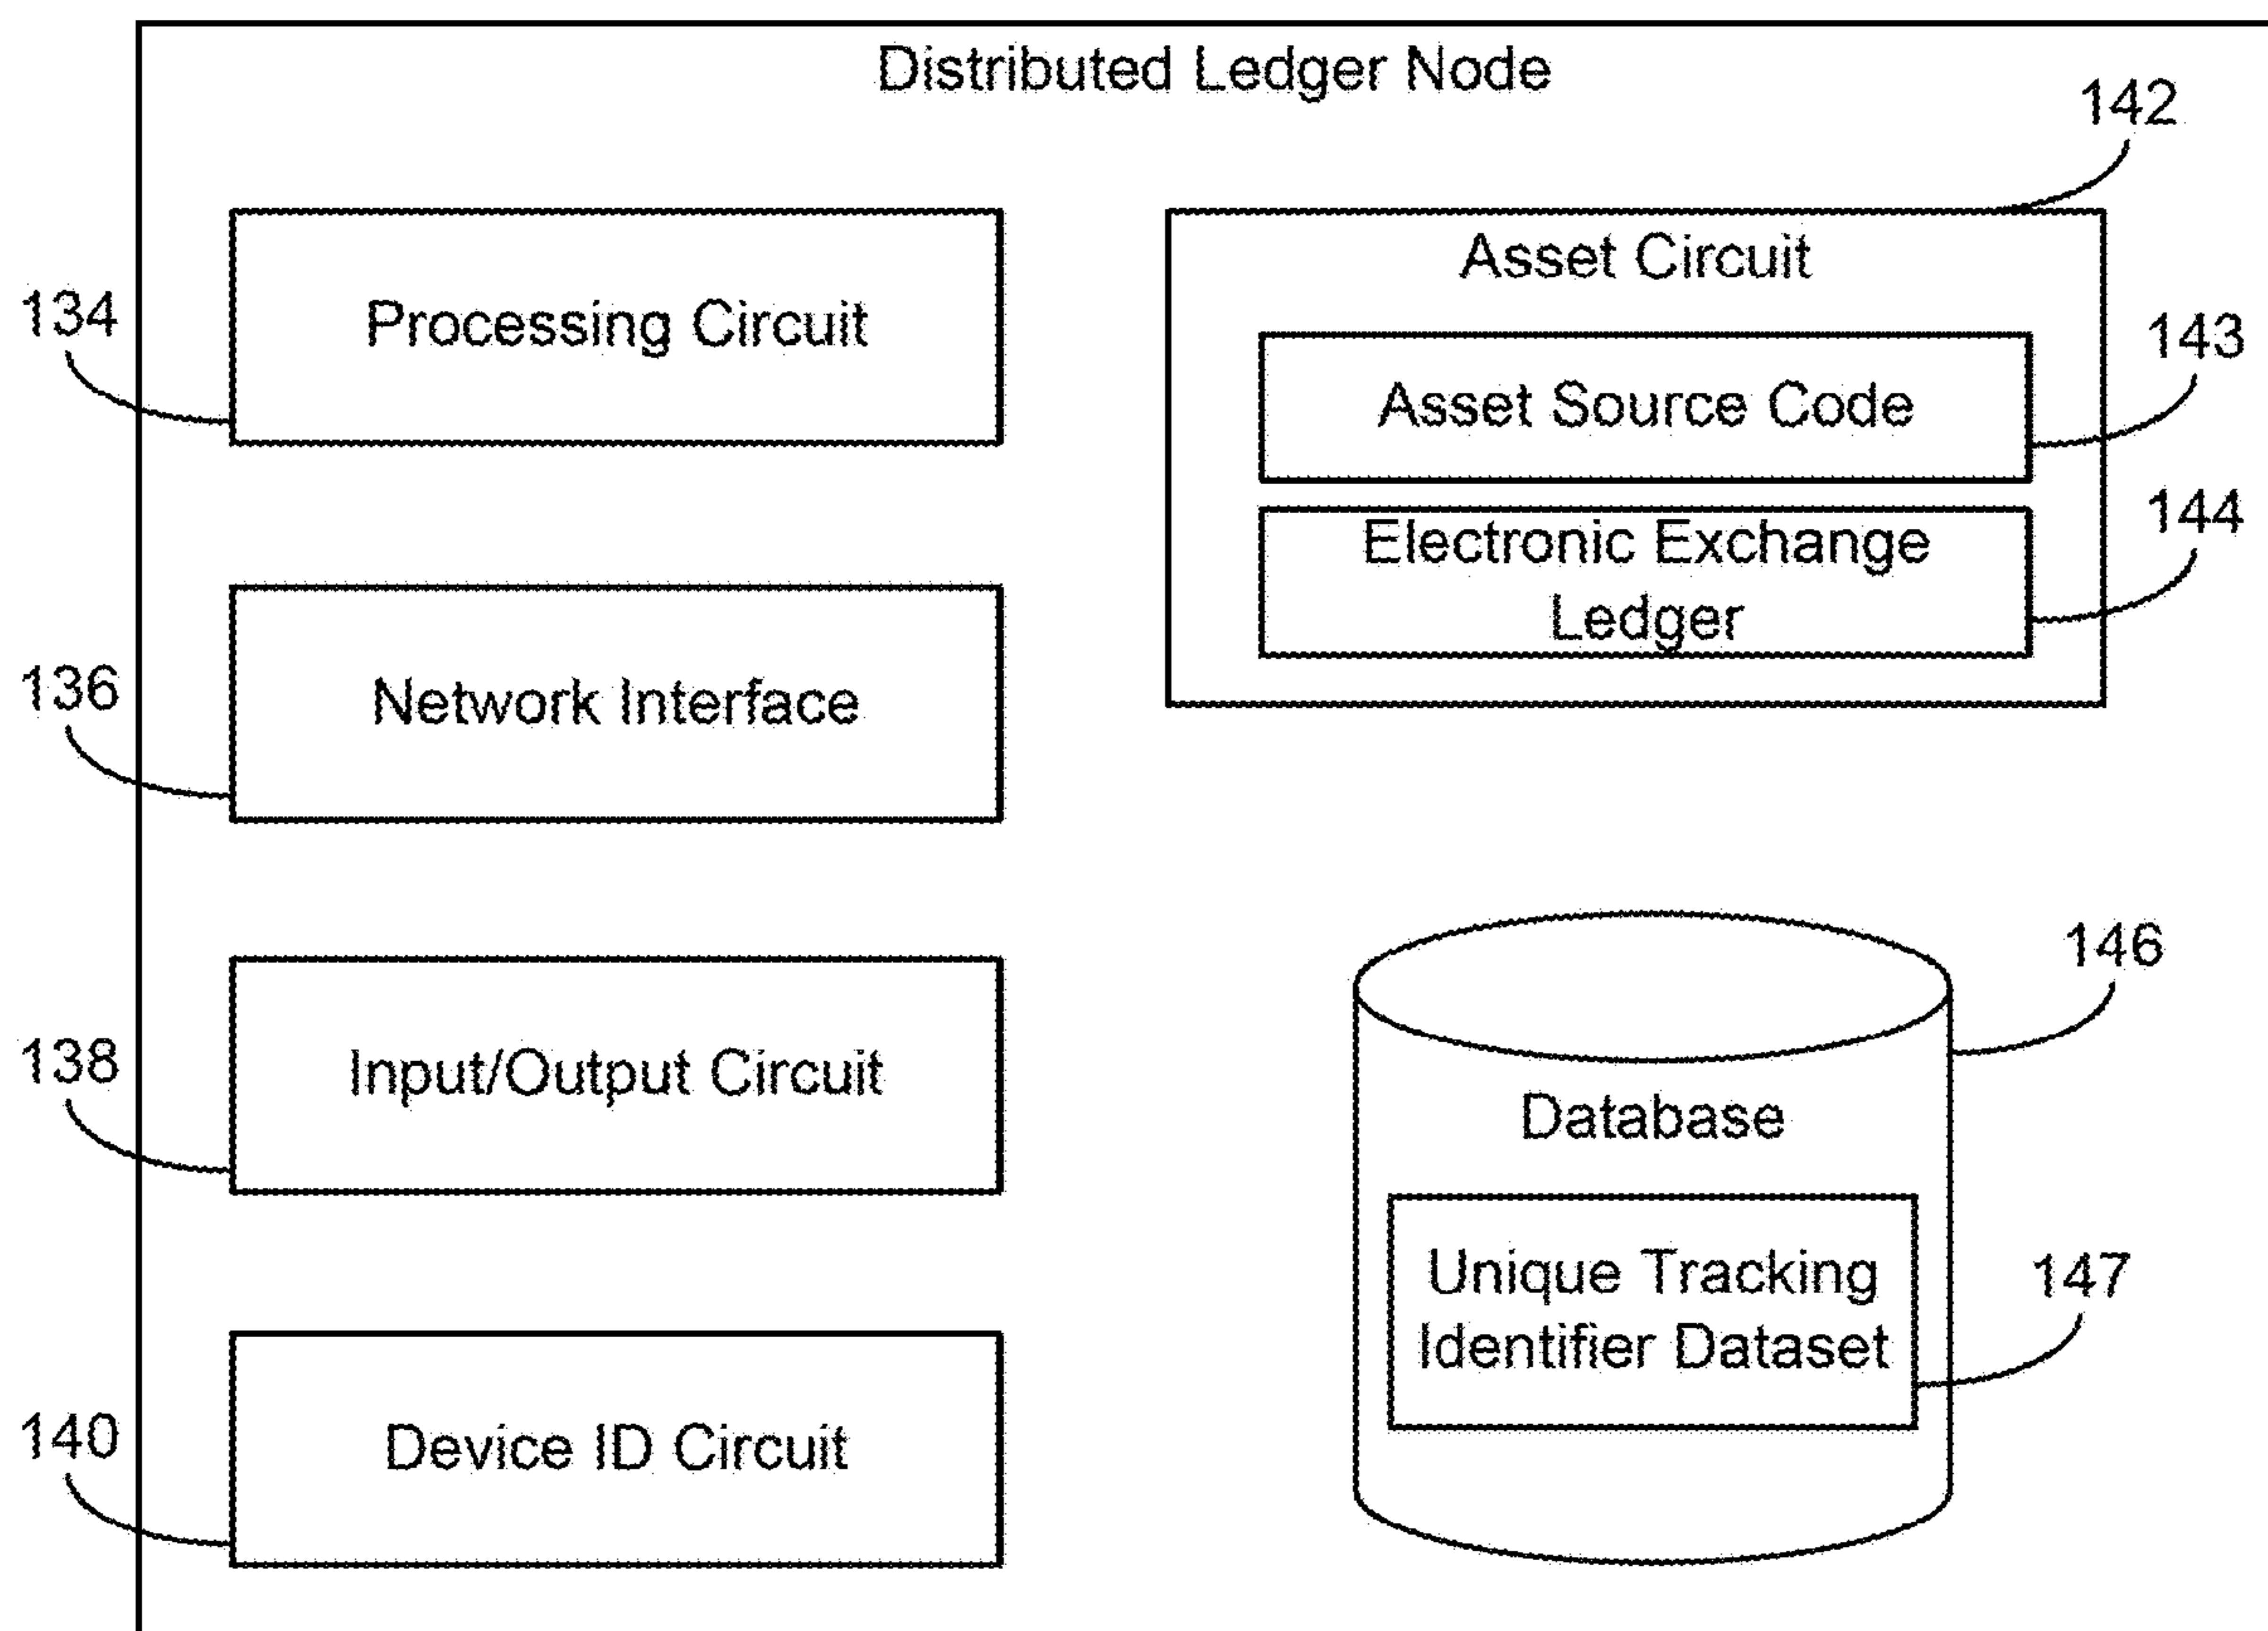 Distributed Ledger Node
142
Asset Circuit
134
Processing Circuit
143
Asset Source Code
144
Electronic Exchange
Ledger
136
Network Interface
146
138
Input/Output Circuit
Database
147
Unique Tracking
Identifier Dataset
140
Device ID Circuit